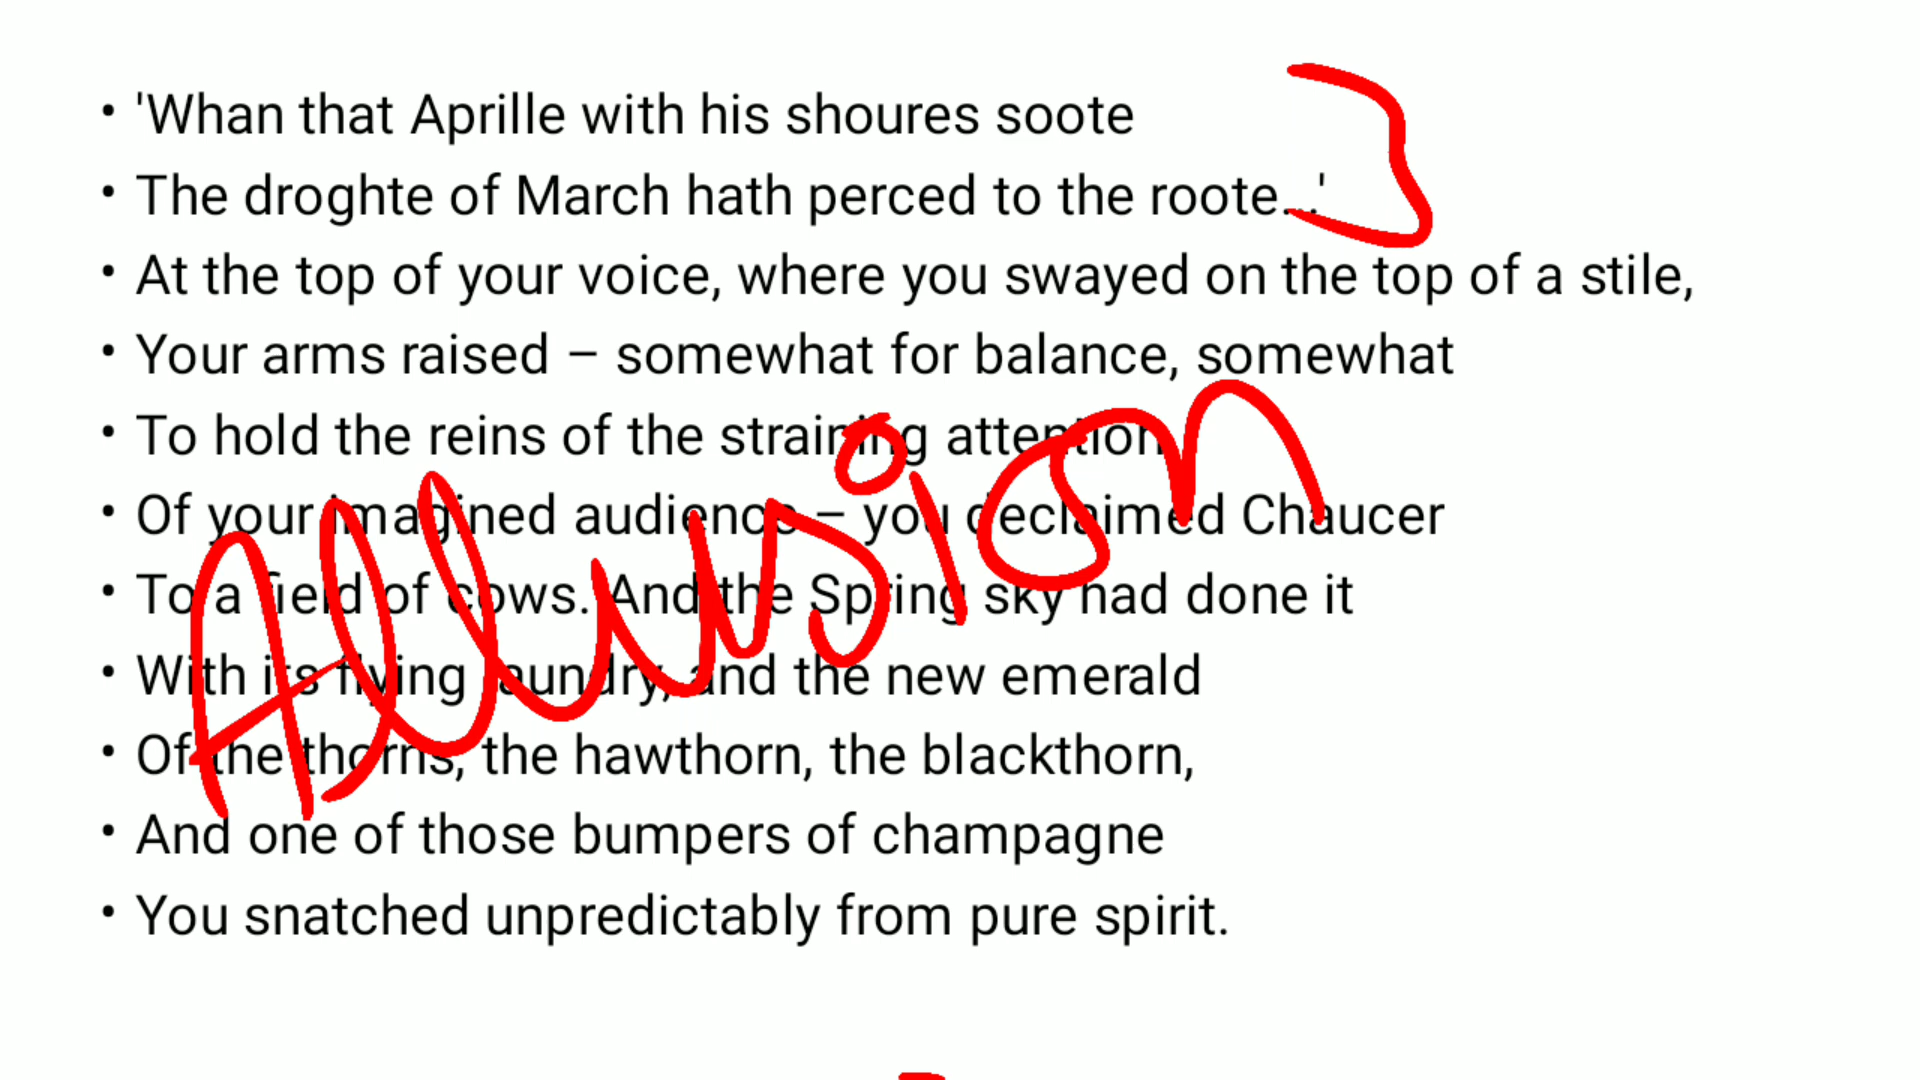 • 'Whan that Aprille with his shoures soote
• The droghte of March hath perced to the roote...'
• At the top of your voice, where you swayed on the top of a stile,
• Your arms raised – somewhat for balance, somewhat
• To hold the reins of the straining attention
• Of your imagined audience – you declaimed Chaucer
• To a field of cows. And the Spring sky had done it
• With its flying laundry, and the new emerald
• Of the thorns, the hawthorn, the blackthorn,
• And one of those bumpers of champagne
• You snatched unpredictably from pure spirit.
Allusion